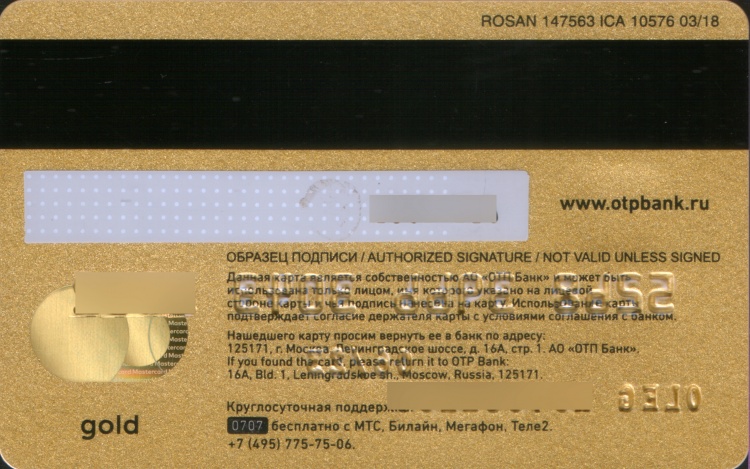 ROSAN 147563 ICA 10576 03/18
www.otpbank.ru
ОБРАЗЕЦ ПОДПИСИ / AUTHORIZED SIGNATURE / NOT VALID UNLESS SIGNED
Данная карта является собственностью АО «ОТП Банк» и может быть
использована только лицом, имя которого указано на лицевой
стороне карты и чья подпись нанесена на карту. Использование карты
подтверждает согласие держателя карты с условиями соглашения с банком.
Нашедшего карту просим вернуть ее в банк по адресу:
125171, г. Москва, Ленинградское шоссе, д. 16А, стр. 1. АО «ОТП Банк».
If you found the card, please return it to OTP Bank:
16A, Bld. 1, Leningradskoe sh., Moscow, Russia, 125171.
gold
Круглосуточная
0707 бесплатно с МТС, Билайн, Мегафон, Теле2.
+7 (495) 775-75-06.
OLEG